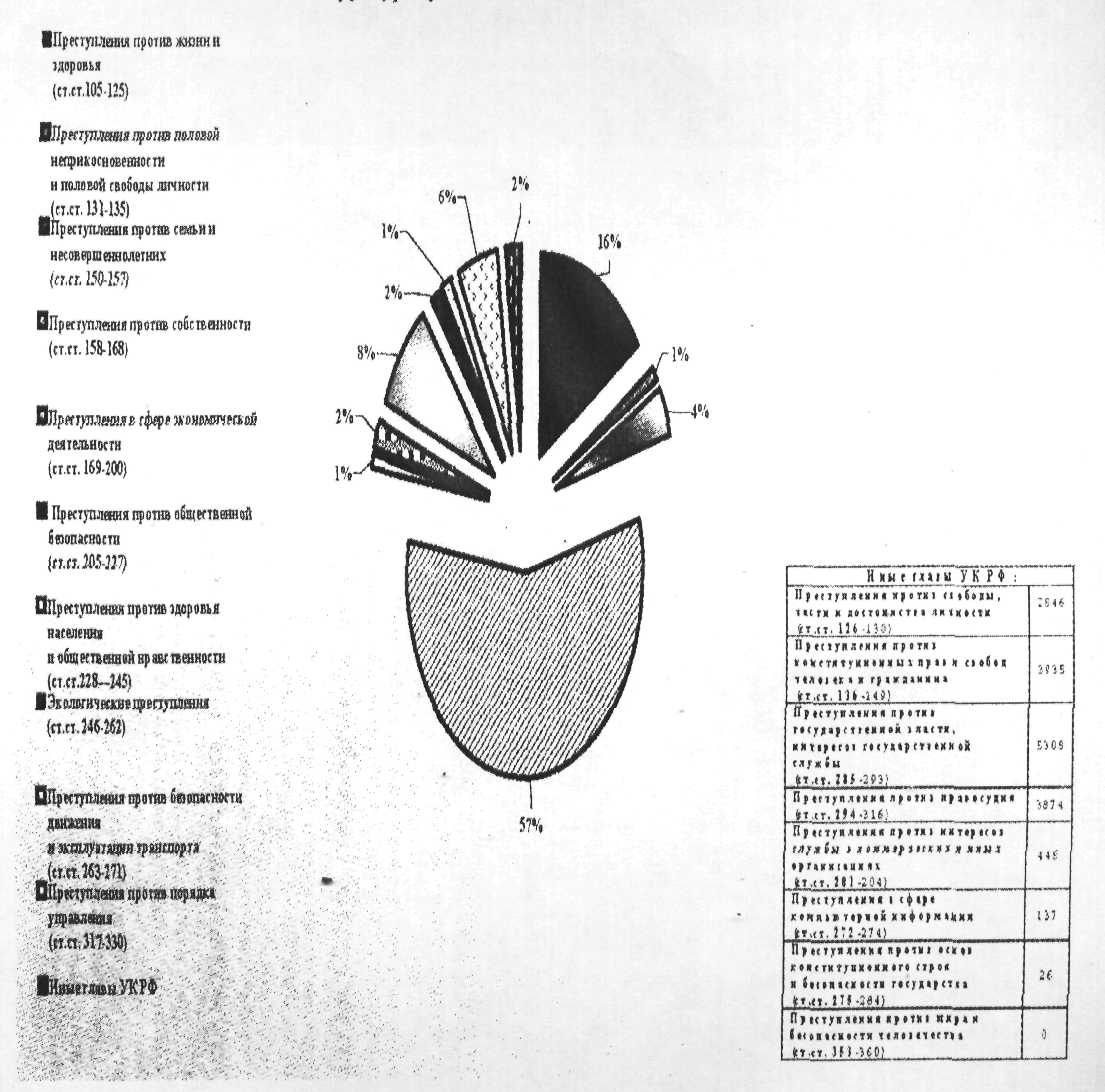 Преступления против жизни и
здоровья
(ст.ст.105-125)
Преступления против половой
неприкосновенности
и половой свободы личности
(ст.ст. 131-135)
Преступления против семьи и
несовершеннолетних
(ст.ст. 150-157)
Преступления против собственности
(ст.ст. 158-168)
Преступления в сфере экономической
деятельности
(ст.ст. 169-200)
Преступления против общественной
безопасности
(ст.ст. 205-227)
Преступления против здоровья
населения
и общественной нравственности
(ст.ст.228—245)
Экологические преступления
(ст.ст. 246-262)
Преступления против безопасности
движения
и эксплуатации транспорта
(ст.ст. 263-271)
Преступления против порядка
управления
(ст.ст. 317-330)
Иные главы УК РФ
2%
6%
1%
16%
2%
1%
8%
4%
2%
1%
57%
Иные главы УК РФ :
Преступления против свободы,
чести и достоинства личности
(ст.ст. 126-130)
Преступления против
конституционных прав и свобод
человека и гражданина
(ст.ст. 136-149)
Преступления против
государственной власти,
интересов государственной
службы
(ст.ст. 285-293)
Преступления против правосудия
3874
(ст.ст. 294-316)
Преступления против интересов
службы в коммерческих и иных
организациях
(ст.ст. 201-204)
Преступления в сфере
компьютерной информации
137
(ст.ст. 272-274)
Преступления против основ
конституционного строя
и безопасности государства
26
(ст.ст. 275-284)
Преступления против мира и
безопасности человечества
0
(ст.ст. 353-360)